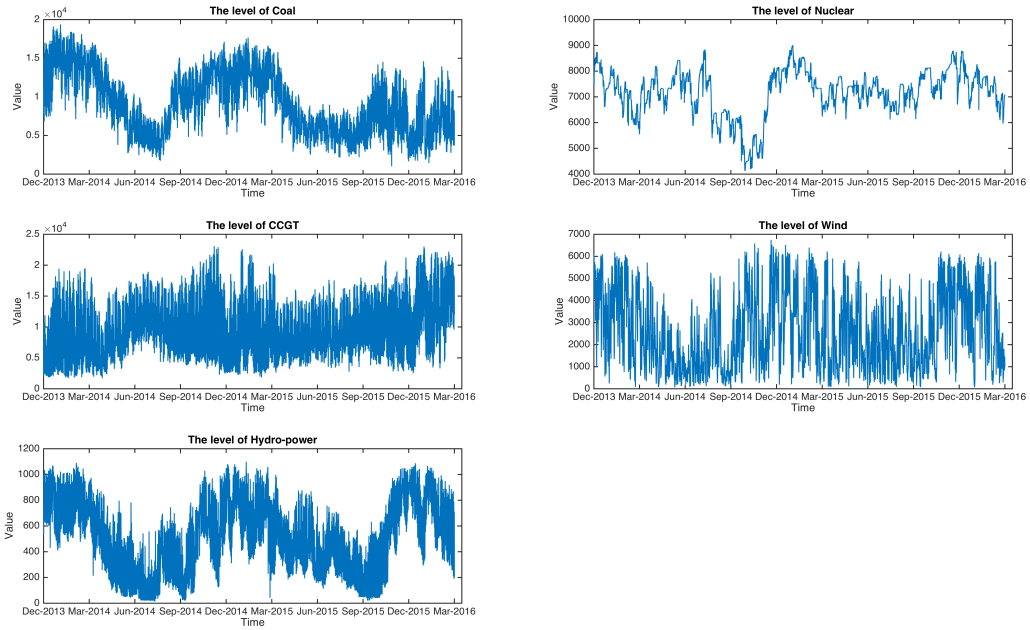 The level of Coal
×10⁴
2
1.5
1
0.5
0
Value
Dec-2013 Mar-2014 Jun-2014 Sep-2014 Dec-2014 Mar-2015 Jun-2015 Sep-2015 Dec-2015 Mar-2016
Time
The level of Nuclear
10000
9000
8000
7000
6000
5000
4000
Value
Dec-2013 Mar-2014 Jun-2014 Sep-2014 Dec-2014 Mar-2015 Jun-2015 Sep-2015 Dec-2015 Mar-2016
Time
The level of CCGT
×10⁴
2.5
2
1.5
1
0.5
0
Value
Dec-2013 Mar-2014 Jun-2014 Sep-2014 Dec-2014 Mar-2015 Jun-2015 Sep-2015 Dec-2015 Mar-2016
Time
The level of Wind
7000
6000
5000
4000
3000
2000
1000
0
Value
Dec-2013 Mar-2014 Jun-2014 Sep-2014 Dec-2014 Mar-2015 Jun-2015 Sep-2015 Dec-2015 Mar-2016
Time
The level of Hydro-power
1200
1000
800
600
400
200
0
Value
Dec-2013 Mar-2014 Jun-2014 Sep-2014 Dec-2014 Mar-2015 Jun-2015 Sep-2015 Dec-2015 Mar-2016
Time